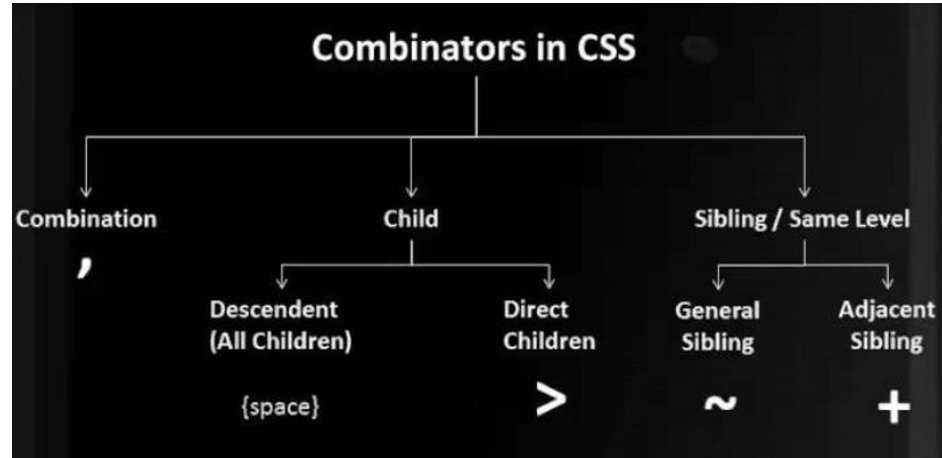 Combinators in CSS
Combination
,
Child
Sibling / Same Level
Descendent
(All Children)
{space}
Direct
Children
>
General
Sibling
~
Adjacent
Sibling
+